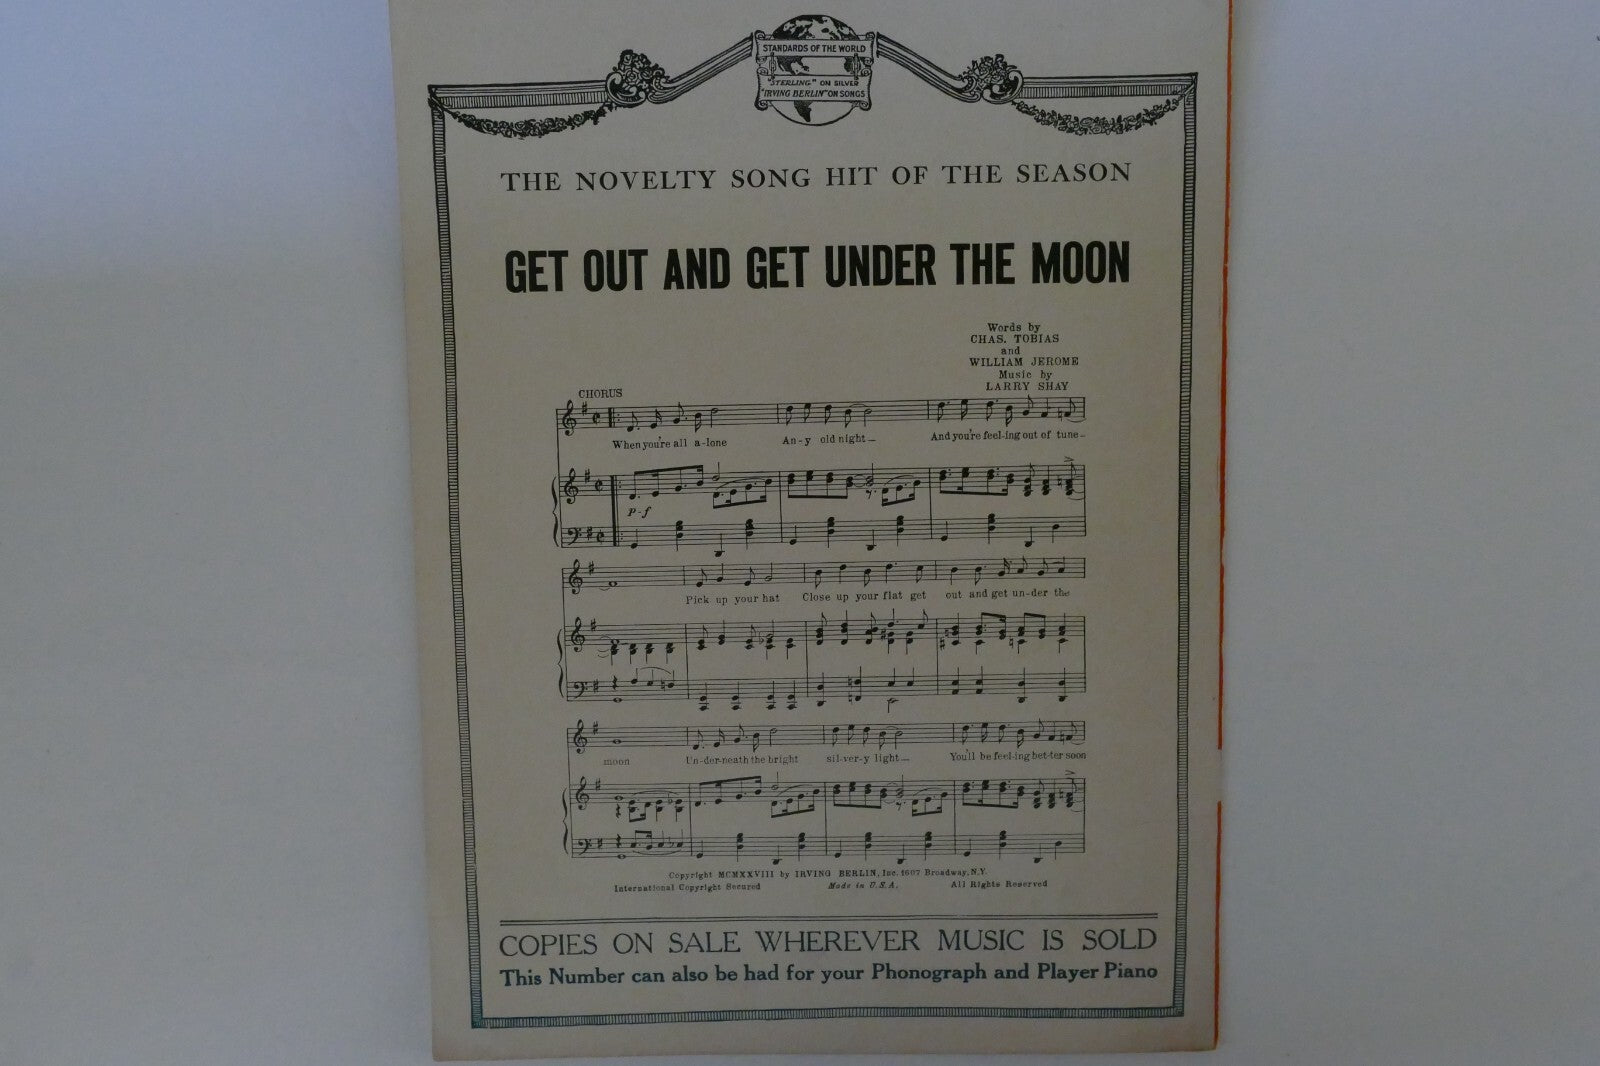 STANDARDS OF THE WORLD
"STERLING" ON SILVER
"IRVING BERLIN" ON SONGS
THE NOVELTY SONG HIT OF THE SEASON
GET OUT AND GET UNDER THE MOON
Words by
CHAS. TOBIAS
and
WILLIAM JEROME
Music by
LARRY SHAY
CHORUS
When you're all a-lone An-y old night_ And you're feel-ing out of tune_
p-f
Pick up your hat Close up your flat get out and get un-der the
moon Un-der-neath the bright sil-ver-y light_ You'll be feel-ing bet-ter soon
Copyright MCMXXVIII by IRVING BERLIN, Inc. 1607 Broadway, N.Y.
International Copyright Secured Made in U.S.A. All Rights Reserved
COPIES ON SALE WHEREVER MUSIC IS SOLD
This Number can also be had for your Phonograph and Player Piano